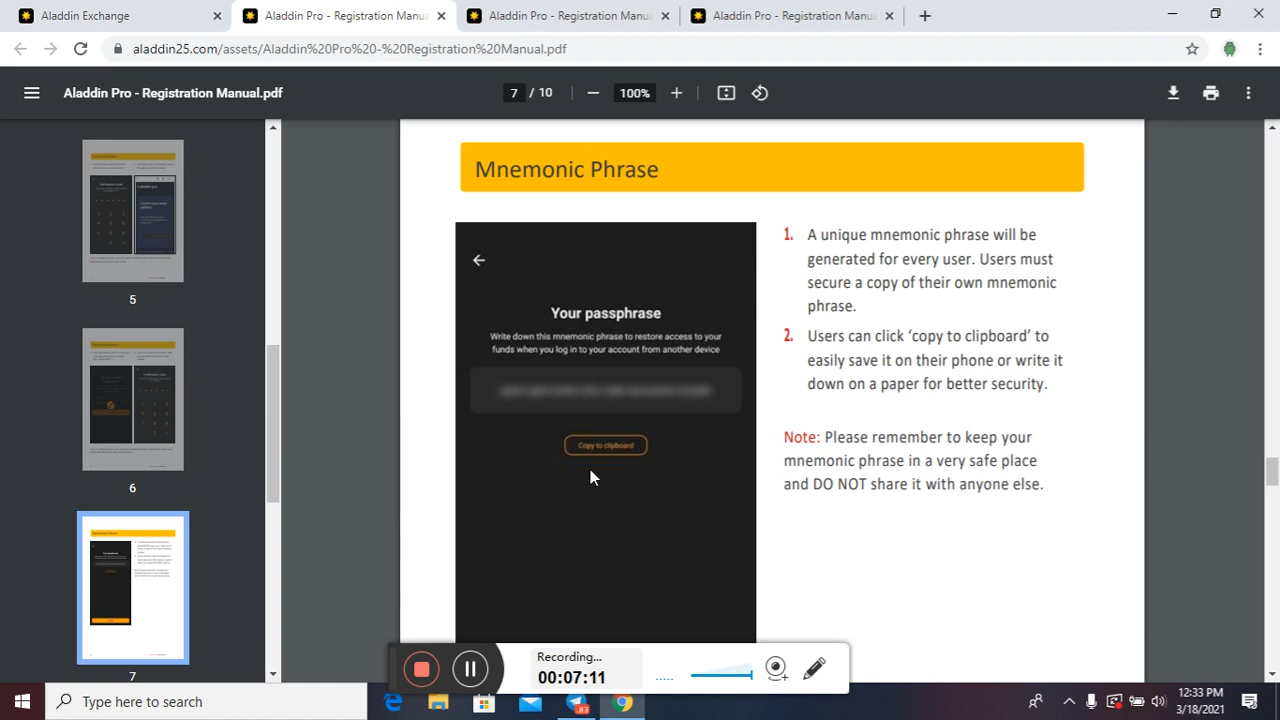 Aladdin Exchange
Aladdin Pro - Registration Manua
Aladdin Pro - Registration Manua
Aladdin Pro - Registration Manua
aladdin25.com/assets/Aladdin%20Pro%20-%20Registration%20Manual.pdf
Aladdin Pro - Registration Manual.pdf
7 / 10
100%
5
6
7
Mnemonic Phrase
Your passphrase
Write down this mnemonic phrase to restore access to your
funds when you log in to your account from another device
Copy to clipboard
1. A unique mnemonic phrase will be
generated for every user. Users must
secure a copy of their own mnemonic
phrase.
2. Users can click ‘copy to clipboard’ to
easily save it on their phone or write it
down on a paper for better security.
Note: Please remember to keep your
mnemonic phrase in a very safe place
and DO NOT share it with anyone else.
Recording...
00:07:11
Type here to search
83
12:33 PM
3/18/2021